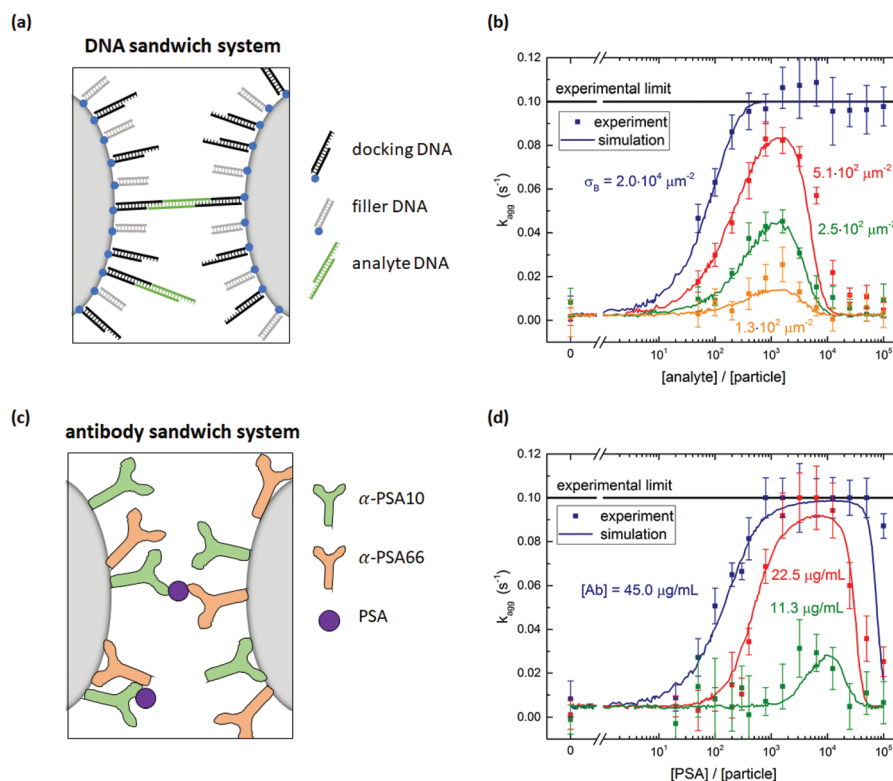 (a)
DNA sandwich system
docking DNA
filler DNA
analyte DNA
(b)
0.12
0.10
0.08
0.06
0.04
0.02
0.00
k_agg (s⁻¹)
experimental limit
experiment
simulation
σ_B = 2.0·10⁴ μm⁻²
5.1·10² μm⁻²
2.5·10² μm⁻²
1.3·10² μm⁻²
0 10¹ 10² 10³ 10⁴ 10⁵
[analyte] / [particle]
(c)
antibody sandwich system
α-PSA10
α-PSA66
PSA
(d)
0.12
0.10
0.08
0.06
0.04
0.02
0.00
k_agg (s⁻¹)
experimental limit
experiment
simulation
[Ab] = 45.0 μg/mL
22.5 μg/mL
11.3 μg/mL
0 10¹ 10² 10³ 10⁴ 10⁵
[PSA] / [particle]